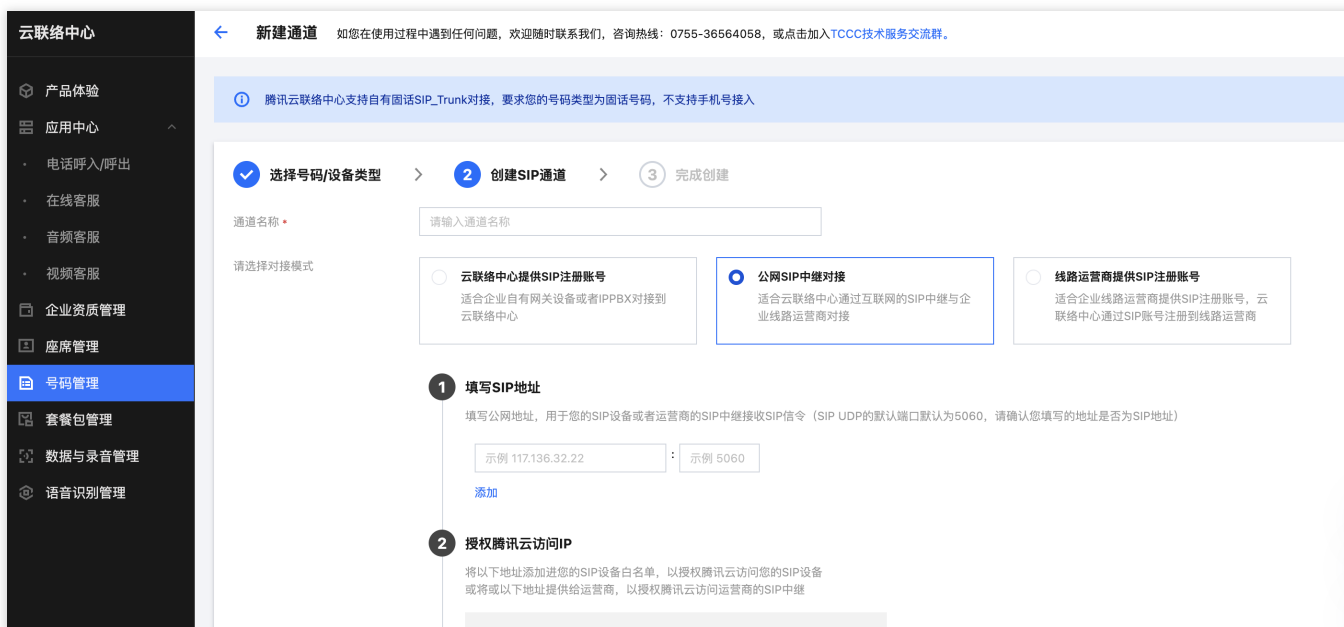 云联络中心
新建通道 如您在使用过程中遇到任何问题，欢迎随时联系我们，咨询热线：0755-36564058，或点击加入TCCC技术服务交流群。
产品体验
应用中心
电话呼入/呼出
在线客服
音频客服
视频客服
企业资质管理
座席管理
号码管理
套餐包管理
数据与录音管理
语音识别管理
腾讯云联络中心支持自有固话SIP_Trunk对接，要求您的号码类型为固话号码，不支持手机号接入
选择号码/设备类型 > 2 创建SIP通道 > 3 完成创建
通道名称 * 请输入通道名称
请选择对接模式
云联络中心提供SIP注册账号
适合企业自有网关设备或者IPPBX对接到
云联络中心
公网SIP中继对接
适合云联络中心通过互联网的SIP中继与企
业线路运营商对接
线路运营商提供SIP注册账号
适合企业线路运营商提供SIP注册账号，云
联络中心通过SIP账号注册到线路运营商
1 填写SIP地址
填写公网地址，用于您的SIP设备或者运营商的SIP中继接收SIP信令（SIP UDP的默认端口默认为5060，请确认您填写的地址是否为SIP地址）
示例 117.136.32.22 : 示例 5060
添加
2 授权腾讯云访问IP
将以下地址添加进您的SIP设备白名单，以授权腾讯云访问您的SIP设备
或将或以下地址提供给运营商，以授权腾讯云访问运营商的SIP中继